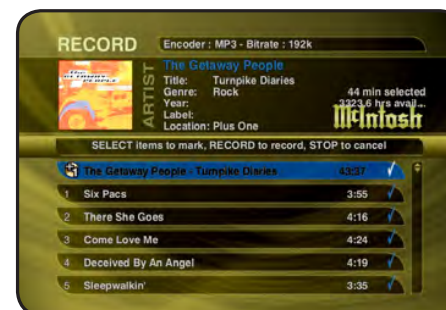 RECORD
Encoder : MP3 - Bitrate : 192k
ARTIST
The Getaway People
Title: Turnpike Diaries
Genre: Rock
44 min selected
Year:
3323.6 hrs avail...
Label:
McIntosh
Location: Plus One
SELECT items to mark, RECORD to record, STOP to cancel
The Getaway People - Turnpike Diaries 43:37
1 Six Pacs 3:55
2 There She Goes 4:16
3 Come Love Me 4:24
4 Deceived By An Angel 4:19
5 Sleepwalkin' 3:35